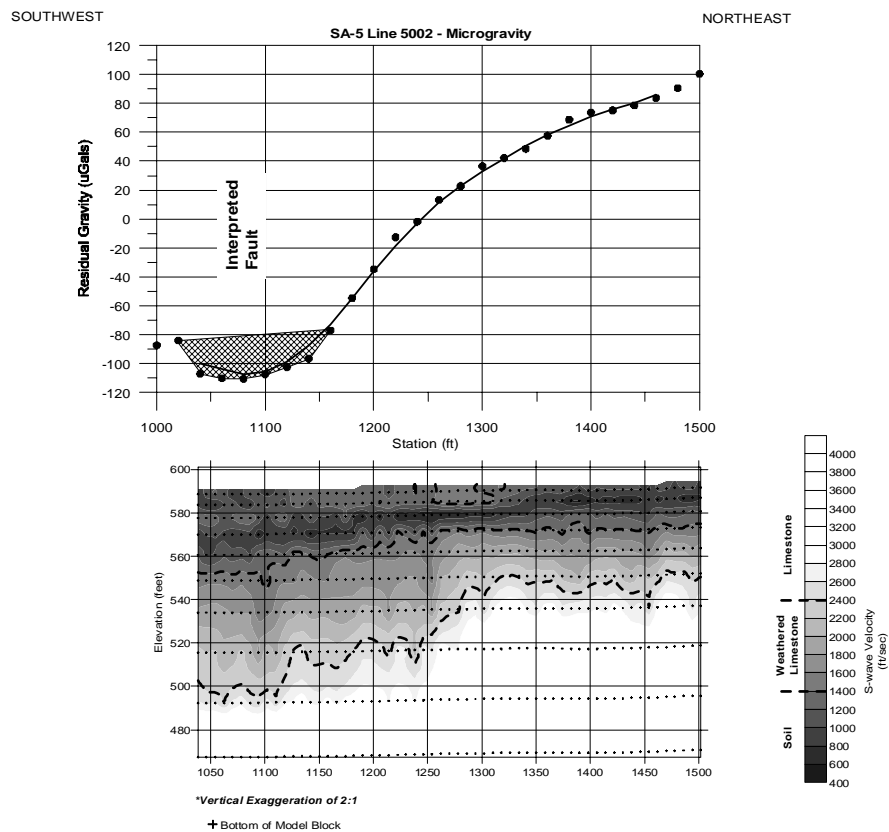 SOUTHWEST
NORTHEAST
SA-5 Line 5002 - Microgravity
120
100
80
60
40
20
0
-20
-40
-60
-80
-100
-120
Residual Gravity (uGals)
Interpreted
Fault
1000 1100 1200 1300 1400 1500
Station (ft)
600
580
560
540
520
500
480
Elevation (feet)
1050 1100 1150 1200 1250 1300 1350 1400 1450 1500
*Vertical Exaggeration of 2:1
+ Bottom of Model Block
4000
3800
3600
3400
3200
3000
2800
2600
2400
2200
2000
1800
1600
1400
1200
1000
800
600
400
Limestone
Weathered
Limestone
Soil
S-wave Velocity
(ft/sec)